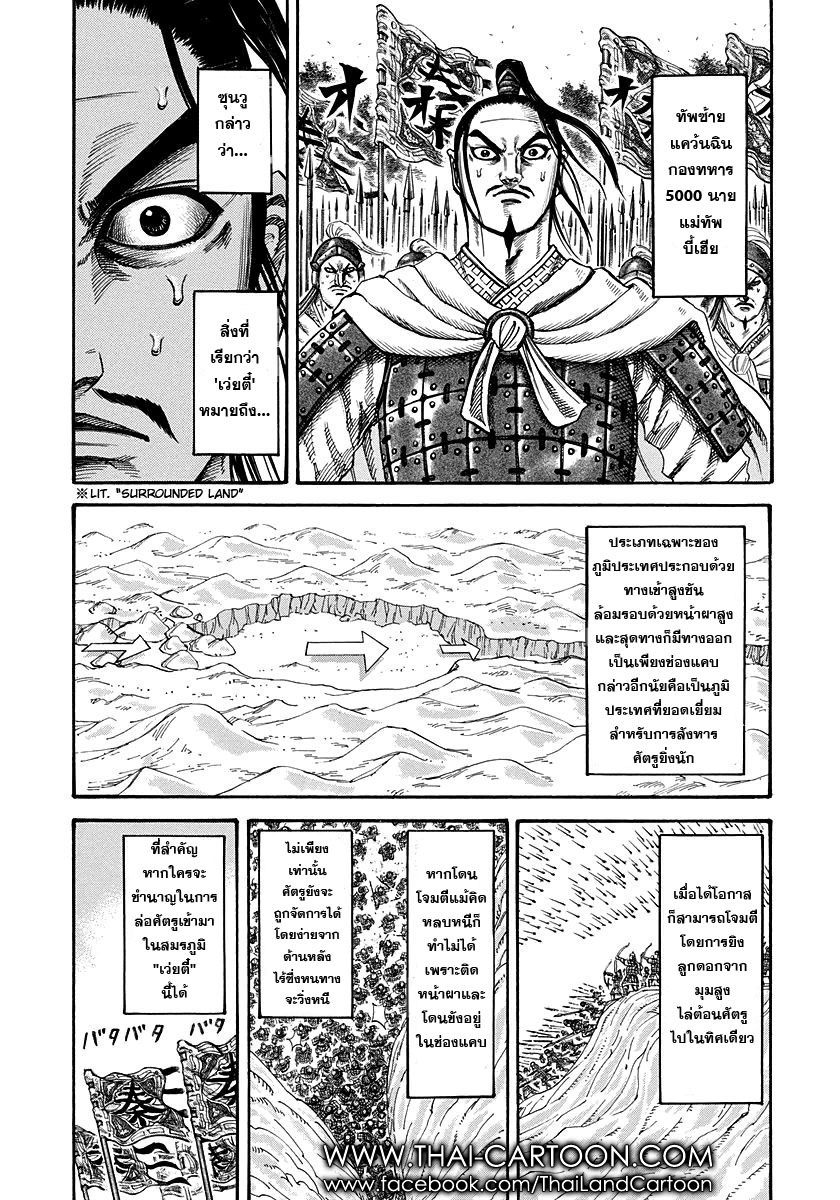 ทัพซ้าย
แคว้นฉิน
กองทหาร
5000 นาย
แม่ทัพ
บี้เฮีย
ซุนวู
กล่าว
ว่า...
สิ่งที่
เรียกว่า
'เว่ยตี้'
หมายถึง...
※LIT. "SURROUNDED LAND"
ประเภทเฉพาะของ
ภูมิประเทศประกอบด้วย
ทางเข้าสูงชัน
ล้อมรอบด้วยหน้าผาสูง
และสุดทางก็มีทางออก
เป็นเพียงช่องแคบ
กล่าวอีกนัยคือเป็นภูมิ
ประเทศที่ยอดเยี่ยม
สำหรับการสังหาร
ศัตรูยิ่งนัก
เมื่อได้โอกาส
ก็สามารถโจมตี
โดยการยิง
ลูกดอกจาก
มุมสูง
ไล่ต้อนศัตรู
ไปในทิศเดียว
หากโดน
โจมตีแม้คิด
หลบหนีก็
ทำไม่ได้
เพราะติด
หน้าผาและ
โดนขังอยู่
ในช่องแคบ
ไม่เพียง
เท่านั้น
ศัตรูยังจะ
ถูกจัดการได้
โดยง่ายจาก
ด้านหลัง
ไร้ซึ่งหนทาง
จะวิ่งหนี
ที่สำคัญ
หากใครจะ
ชำนาญในการ
ล่อศัตรูเข้ามา
ในสมรภูมิ
"เว่ยตี้"
นี้ได้
バタバタ
バタ
秦
WWW.THAI-CARTOON.COM
www.facebook.com/ThaiLandCartoon